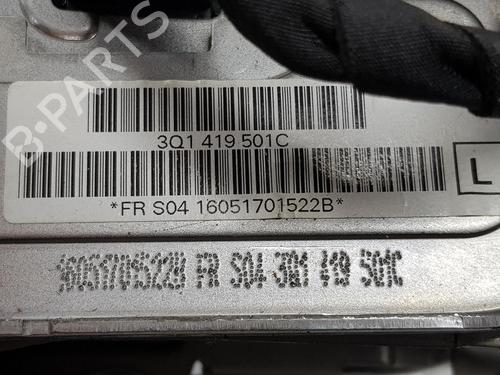 B-PARTS
3Q1 419 501C
*FR S04 16051701522B*
L
16051701522B FR S04 3Q1 419 501C